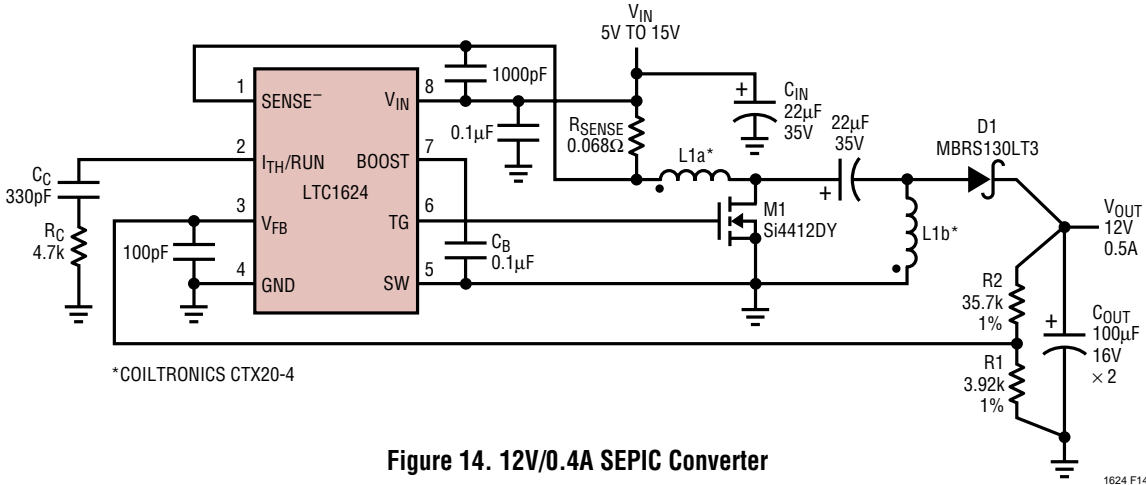 V_IN
5V TO 15V
1000pF
1
SENSE⁻
V_IN
8
0.1µF
R_SENSE
0.068Ω
+
C_IN
22µF
35V
22µF
35V
+
D1
MBRS130LT3
2
I_TH/RUN
BOOST
7
LTC1624
L1a*
C_C
330pF
R_C
4.7k
3
V_FB
TG
6
M1
Si4412DY
L1b*
V_OUT
12V
0.5A
100pF
C_B
0.1µF
4
GND
SW
5
R2
35.7k
1%
+
C_OUT
100µF
16V
× 2
R1
3.92k
1%
*COILTRONICS CTX20-4
Figure 14. 12V/0.4A SEPIC Converter
1624 F14